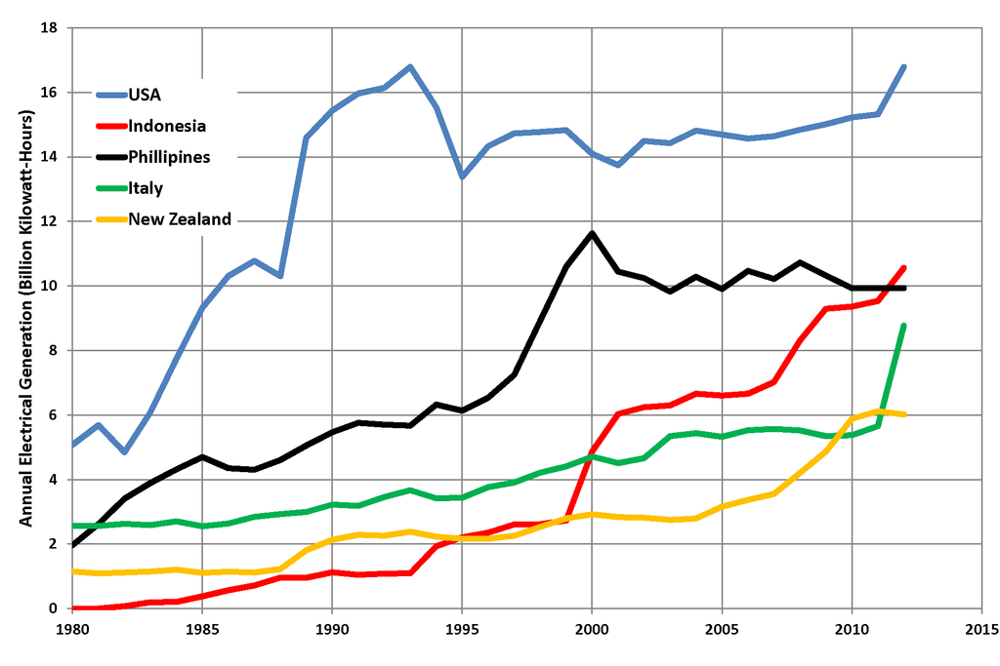 Annual Electrical Generation (Billion Kilowatt-Hours)
18
16
14
12
10
8
6
4
2
0
USA
Indonesia
Phillipines
Italy
New Zealand
1980 1985 1990 1995 2000 2005 2010 2015